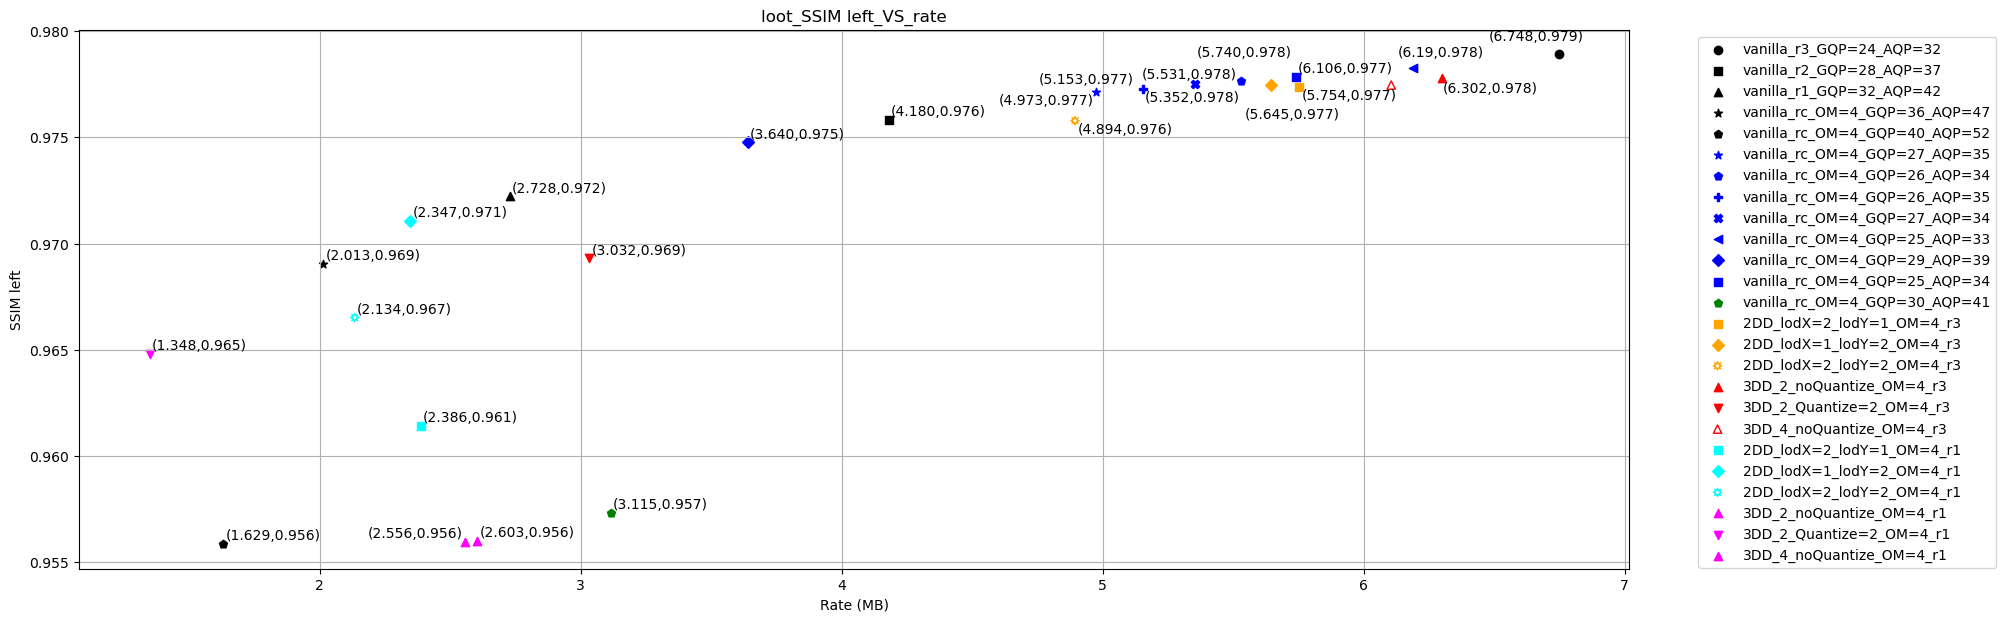 loot_SSIM left_VS_rate
0.980
0.975
0.970
0.965
0.960
0.955
SSIM left
2
3
4
5
6
7
Rate (MB)
(6.748,0.979)
(5.740,0.978)
(6.19,0.978)
(5.153,0.977)
(5.531,0.978)
(6.106,0.977)
(4.973,0.977)
(5.352,0.978)
(5.754,0.977)
(6.302,0.978)
(4.180,0.976)
(5.645,0.977)
(4.894,0.976)
(3.640,0.975)
(2.728,0.972)
(2.347,0.971)
(2.013,0.969)
(3.032,0.969)
(2.134,0.967)
(1.348,0.965)
(2.386,0.961)
(3.115,0.957)
(1.629,0.956)
(2.556,0.956)
(2.603,0.956)
vanilla_r3_GQP=24_AQP=32
vanilla_r2_GQP=28_AQP=37
vanilla_r1_GQP=32_AQP=42
vanilla_rc_OM=4_GQP=36_AQP=47
vanilla_rc_OM=4_GQP=40_AQP=52
vanilla_rc_OM=4_GQP=27_AQP=35
vanilla_rc_OM=4_GQP=26_AQP=34
vanilla_rc_OM=4_GQP=26_AQP=35
vanilla_rc_OM=4_GQP=27_AQP=34
vanilla_rc_OM=4_GQP=25_AQP=33
vanilla_rc_OM=4_GQP=29_AQP=39
vanilla_rc_OM=4_GQP=25_AQP=34
vanilla_rc_OM=4_GQP=30_AQP=41
2DD_lodX=2_lodY=1_OM=4_r3
2DD_lodX=1_lodY=2_OM=4_r3
2DD_lodX=2_lodY=2_OM=4_r3
3DD_2_noQuantize_OM=4_r3
3DD_2_Quantize=2_OM=4_r3
3DD_4_noQuantize_OM=4_r3
2DD_lodX=2_lodY=1_OM=4_r1
2DD_lodX=1_lodY=2_OM=4_r1
2DD_lodX=2_lodY=2_OM=4_r1
3DD_2_noQuantize_OM=4_r1
3DD_2_Quantize=2_OM=4_r1
3DD_4_noQuantize_OM=4_r1